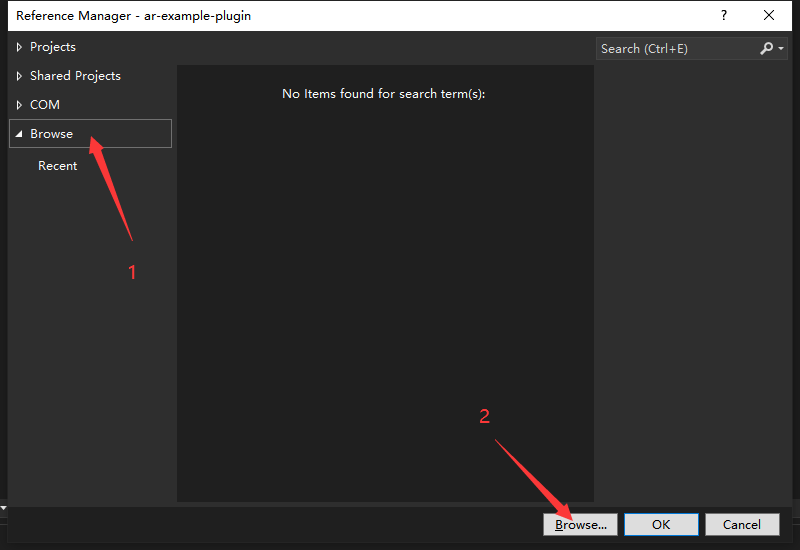 Reference Manager - ar-example-plugin
?
Projects
Search (Ctrl+E)
Shared Projects
No Items found for search term(s):
COM
Browse
Recent
1
2
Browse...
OK
Cancel